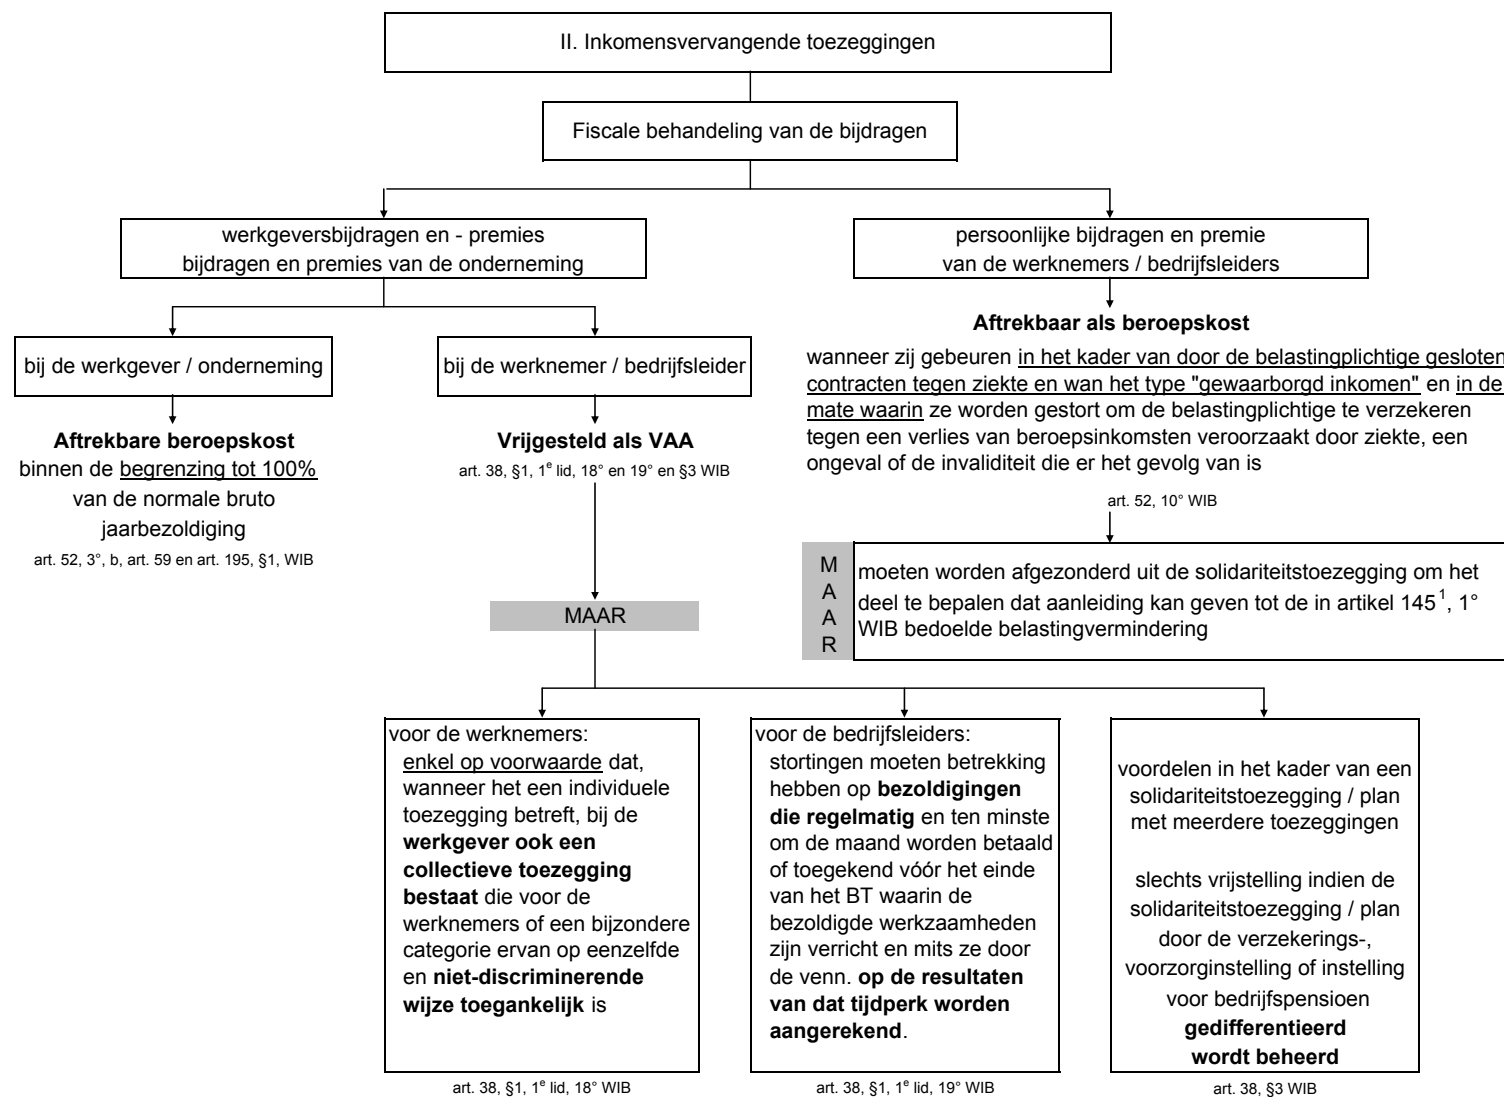 II. Inkomensvervangende toezeggingen
Fiscale behandeling van de bijdragen
werkgeversbijdragen en - premies
bijdragen en premies van de onderneming
persoonlijke bijdragen en premie
van de werknemers / bedrijfsleiders
bij de werkgever / onderneming
bij de werknemer / bedrijfsleider
Aftrekbare beroepskost
binnen de begrenzing tot 100%
van de normale bruto
jaarbezoldiging
art. 52, 3°, b, art. 59 en art. 195, §1, WIB
Vrijgesteld als VAA
art. 38, §1, 1e lid, 18° en 19° en §3 WIB
Aftrekbaar als beroepskost
wanneer zij gebeuren in het kader van door de belastingplichtige gesloten
contracten tegen ziekte en wan het type "gewaarborgd inkomen" en in de
mate waarin ze worden gestort om de belastingplichtige te verzekeren
tegen een verlies van beroepsinkomsten veroorzaakt door ziekte, een
ongeval of de invaliditeit die er het gevolg van is
art. 52, 10° WIB
M
A
A
R
moeten worden afgezonderd uit de solidariteitstoezegging om het
deel te bepalen dat aanleiding kan geven tot de in artikel 145¹, 1°
WIB bedoelde belastingvermindering
MAAR
voor de werknemers:
enkel op voorwaarde dat,
wanneer het een individuele
toezegging betreft, bij de
werkgever ook een
collectieve toezegging
bestaat die voor de
werknemers of een bijzondere
categorie ervan op eenzelfde
en niet-discriminerende
wijze toegankelijk is
art. 38, §1, 1e lid, 18° WIB
voor de bedrijfsleiders:
stortingen moeten betrekking
hebben op bezoldigingen
die regelmatig en ten minste
om de maand worden betaald
of toegekend vóór het einde
van het BT waarin de
bezoldigde werkzaamheden
zijn verricht en mits ze door
de venn. op de resultaten
van dat tijdperk worden
aangerekend.
art. 38, §1, 1e lid, 19° WIB
voordelen in het kader van een
solidariteitstoezegging / plan
met meerdere toezeggingen
slechts vrijstelling indien de
solidariteitstoezegging / plan
door de verzekerings-,
voorzorginstelling of instelling
voor bedrijfspensioen
gedifferentieerd
wordt beheerd
art. 38, §3 WIB